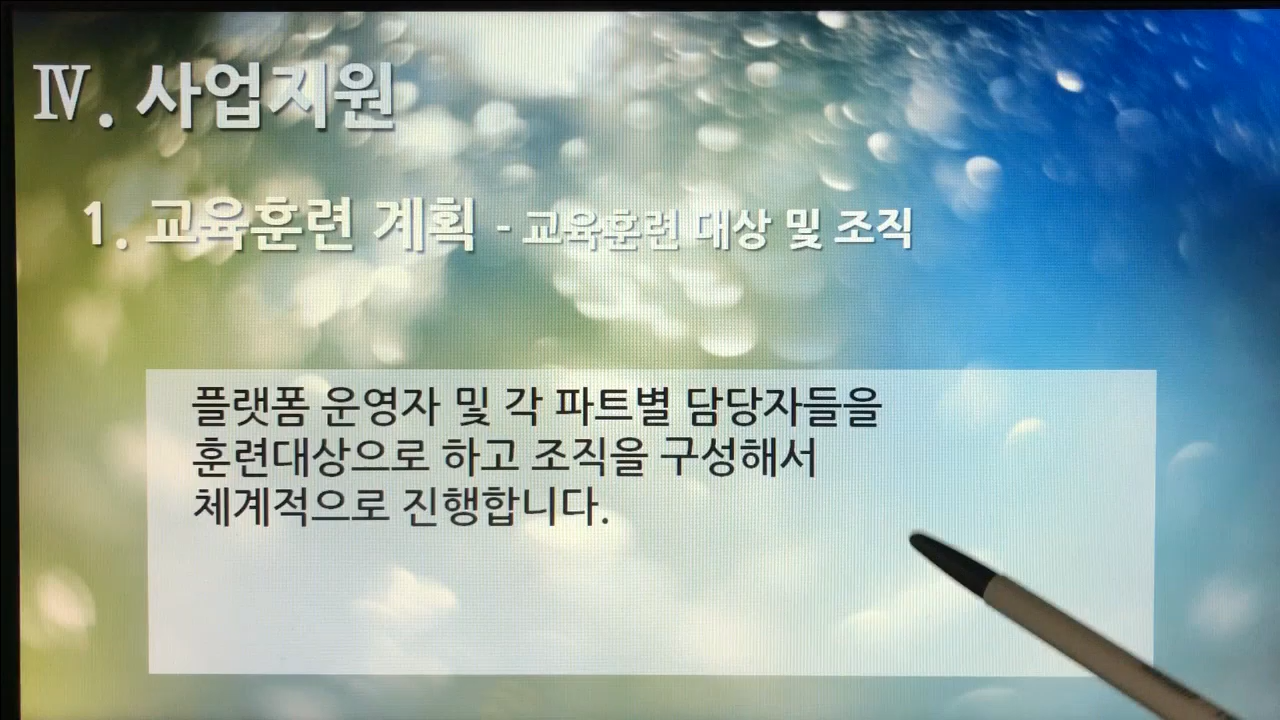 Ⅳ. 사업지원
1. 교육훈련 계획 - 교육훈련 대상 및 조직
플랫폼 운영자 및 각 파트별 담당자들을
훈련대상으로 하고 조직을 구성해서
체계적으로 진행합니다.